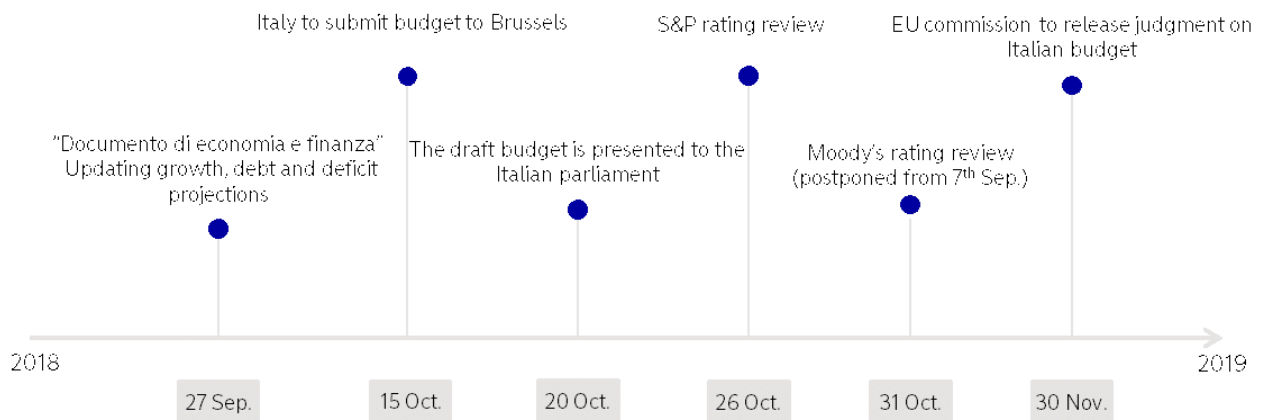 Italy to submit budget to Brussels
S&P rating review
EU commission to release judgment on
Italian budget
"Documento di economia e finanza"
Updating growth, debt and deficit
projections
The draft budget is presented to the
Italian parliament
Moody's rating review
(postponed from 7th Sep.)
2018
2019
27 Sep.
15 Oct.
20 Oct.
26 Oct.
31 Oct.
30 Nov.